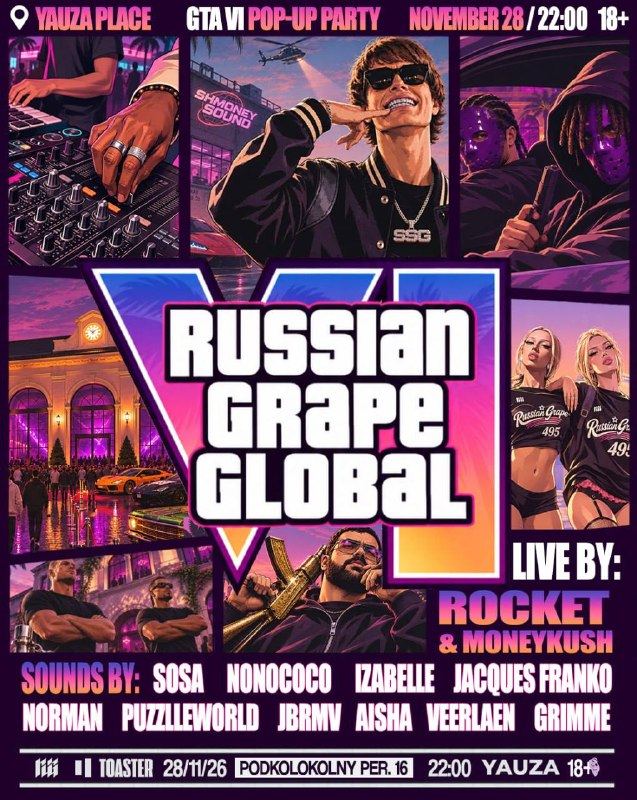 YAUZA PLACE GTA VI POP-UP PARTY NOVEMBER 28 / 22:00 18+
SHMONEY
SOUND
SSG
VI
RUSSIAN
GRAPE
GLOBAL
Russian Grape
495
Russian Grape
495
LIVE BY:
ROCKET
& MONEYKUSH
SOUNDS BY: SOSA NONOCOCO IZABELLE JACQUES FRANKO
NORMAN PUZZLLEWORLD JBRMV AISHA VEERLAEN GRIMME
TOASTER 28/11/26 PODKOLOKOLNY PER. 16 22:00 YAUZA 18+